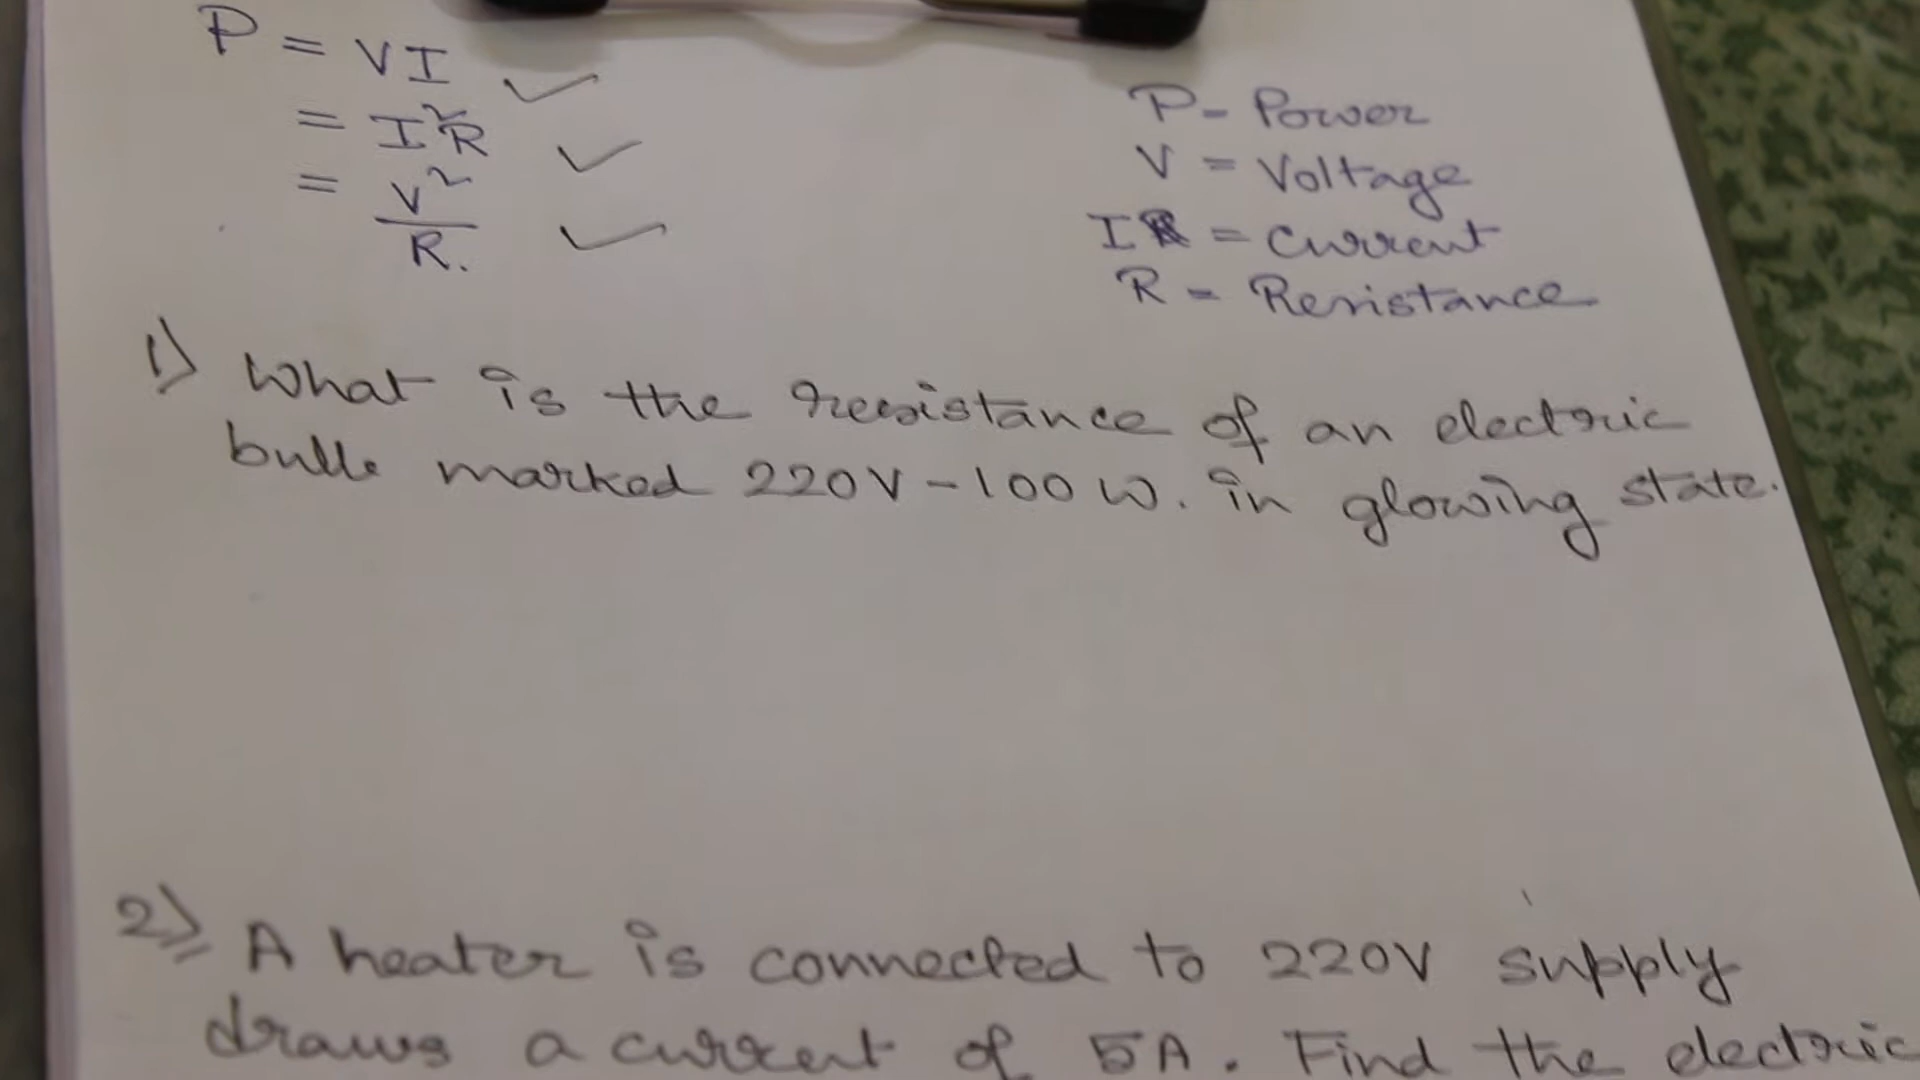 P = VI
= I²R
= V²
R.
P - Power
V = Voltage
I = Current
R - Resistance
1) What is the resistance of an electric
bulb marked 220V - 100 W. in glowing state.
2) A heater is connected to 220V supply
draws a current of 5A. Find the electric